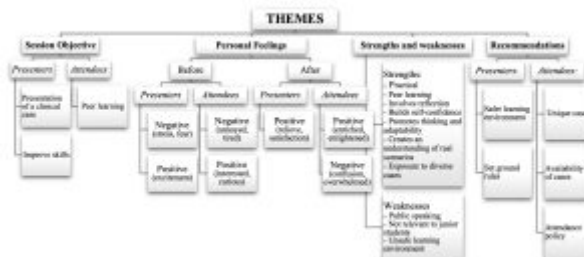 THEMES
Session Objective
Personal Feelings
Strengths and weaknesses
Recommendations
Presenters
Attendees
Before
After
Presenters
Attendees
Presenters
Attendees
Presenters
Attendees
Presentation
of a clinical
case
Improve skills
Peer learning
Negative
(stress, fear)
Positive
(excitement)
Negative
(annoyed,
tired)
Positive
(interested,
curious)
Positive
(relieve,
satisfaction)
Positive
(enriched,
enlightened)
Negative
(confusion,
overwhelmed)
Strengths:
- Practical
- Peer learning
- Involves reflection
- Builds self-confidence
- Promotes thinking and
adaptability
- Creates an
understanding of real
scenarios
- Exposure to diverse
cases
Weaknesses
- Public speaking
- Not relevant to junior
students
- Unsafe learning
environment
Safer learning
environment
Set ground
rules
Unique cases
Availability
of cases
Attendance
policy